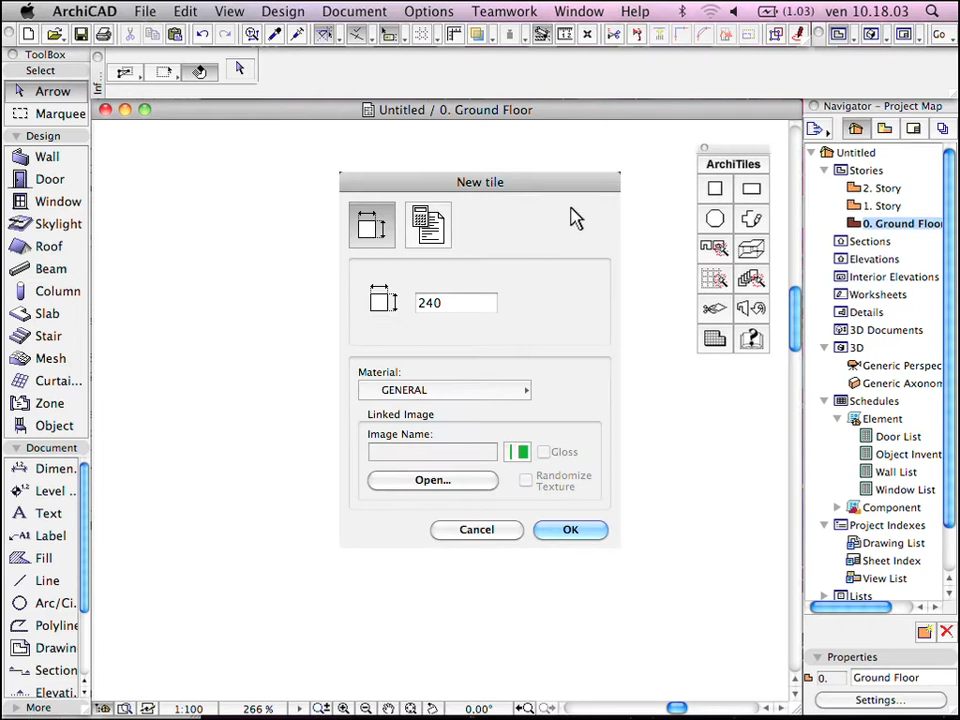 ArchiCAD File Edit View Design Document Options Teamwork Window Help (1.03) ven 10.18.03
ToolBox
Select
Arrow
Marquee
Design
Wall
Door
Window
Skylight
Roof
Beam
Column
Slab
Stair
Mesh
Curtai...
Zone
Object
Document
Dimen.
Level ..
Text
Label
Fill
Line
Arc/Ci.
Polyline
Drawin
Section
Elevati.
More
Untitled / 0. Ground Floor
New tile
240
Material:
GENERAL
Linked Image
Image Name:
Gloss
Open...
Randomize
Texture
Cancel
OK
ArchiTiles
1:100 266 % 0.00°
Go
Navigator - Project Map
Untitled
Stories
2. Story
1. Story
0. Ground Floor
Sections
Elevations
Interior Elevations
Worksheets
Details
3D Documents
3D
Generic Perspec
Generic Axonom
Schedules
Element
Door List
Object Invent
Wall List
Window List
Component
Project Indexes
Drawing List
Sheet Index
View List
Lists
Properties
0. Ground Floor
Settings...